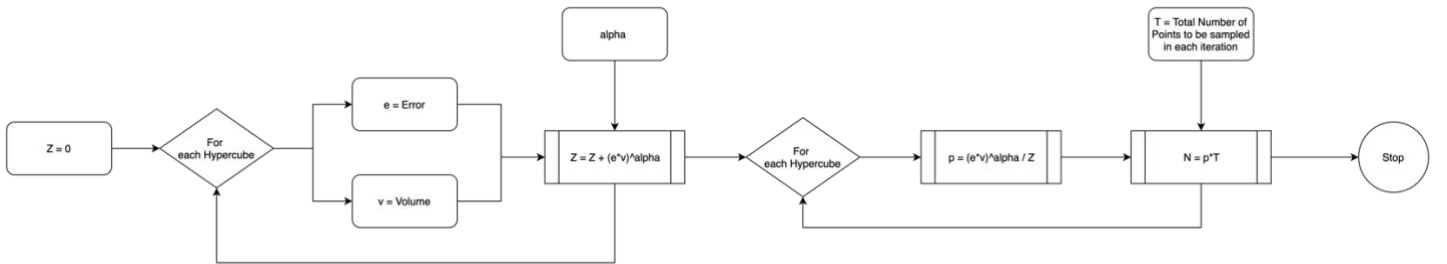 Z = 0
For
each Hypercube
e = Error
v = Volume
alpha
Z = Z + (e*v)^alpha
For
each Hypercube
p = (e*v)^alpha / Z
T = Total Number of
Points to be sampled
in each iteration
N = p*T
Stop